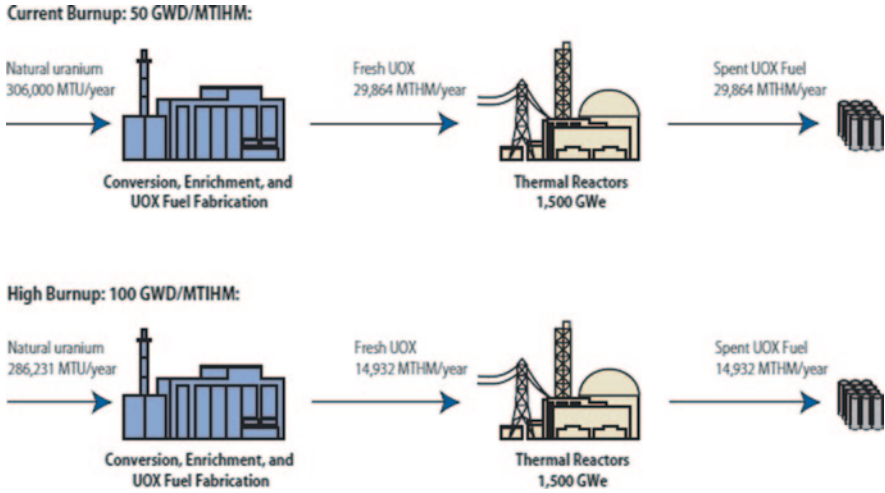 Current Burnup: 50 GWD/MTIHM:
Natural uranium
306,000 MTU/year
Fresh UOX
29,864 MTHM/year
Spent UOX Fuel
29,864 MTHM/year
Conversion, Enrichment, and
UOX Fuel Fabrication
Thermal Reactors
1,500 GWe
High Burnup: 100 GWD/MTIHM:
Natural uranium
286,231 MTU/year
Fresh UOX
14,932 MTHM/year
Spent UOX Fuel
14,932 MTHM/year
Conversion, Enrichment, and
UOX Fuel Fabrication
Thermal Reactors
1,500 GWe